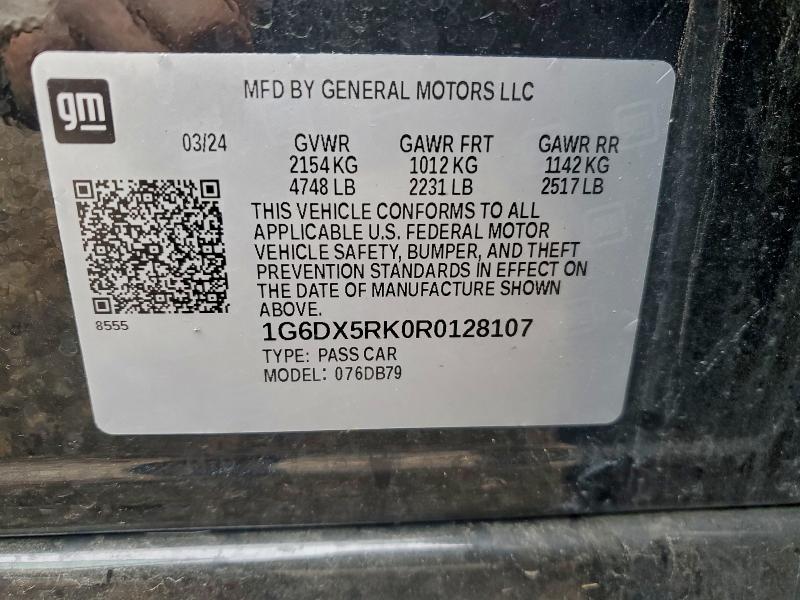 gm
MFD BY GENERAL MOTORS LLC
03/24 GVWR GAWR FRT GAWR RR
2154 KG 1012 KG 1142 KG
4748 LB 2231 LB 2517 LB
THIS VEHICLE CONFORMS TO ALL
APPLICABLE U.S. FEDERAL MOTOR
VEHICLE SAFETY, BUMPER, AND THEFT
PREVENTION STANDARDS IN EFFECT ON
THE DATE OF MANUFACTURE SHOWN
ABOVE.
8555
1G6DX5RK0R0128107
TYPE: PASS CAR
MODEL: 076DB79